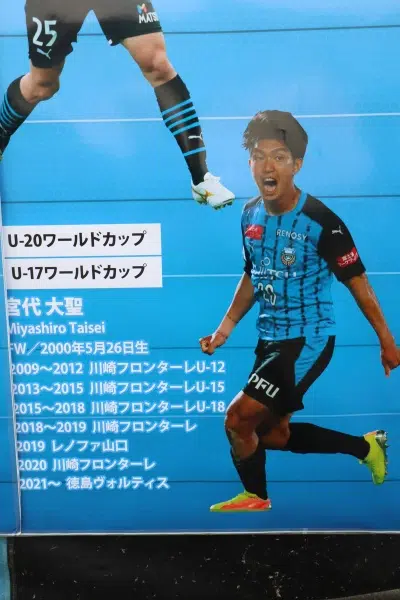 25
U-20ワールドカップ
U-17ワールドカップ
RENOSY
20
PFU
宮代 大聖
Miyashiro Taisei
FW／2000年5月26日生
2009〜2012 川崎フロンターレU-12
2013〜2015 川崎フロンターレU-15
2015〜2018 川崎フロンターレU-18
2018〜2019 川崎フロンターレ
2019 レノファ山口
2020 川崎フロンターレ
2021〜 徳島ヴォルティス